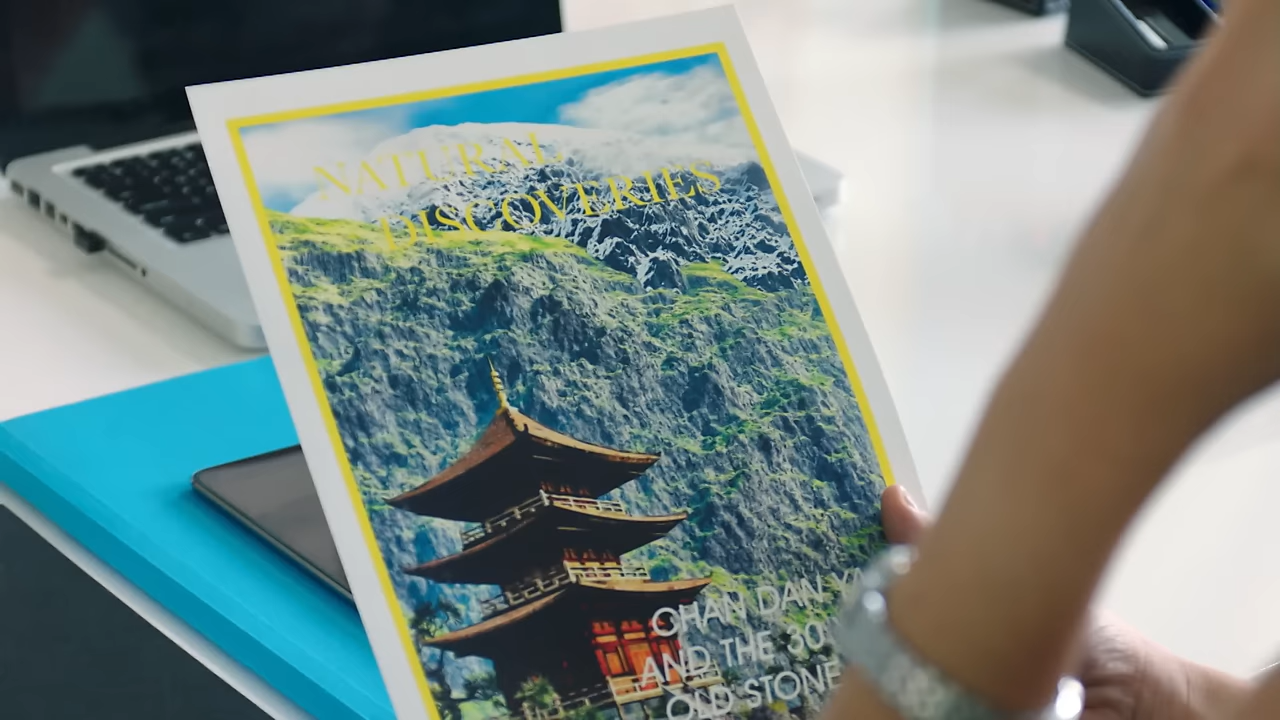 NATURAL
DISCOVERIES
CHAN DAN
AND THE
OLD STONE